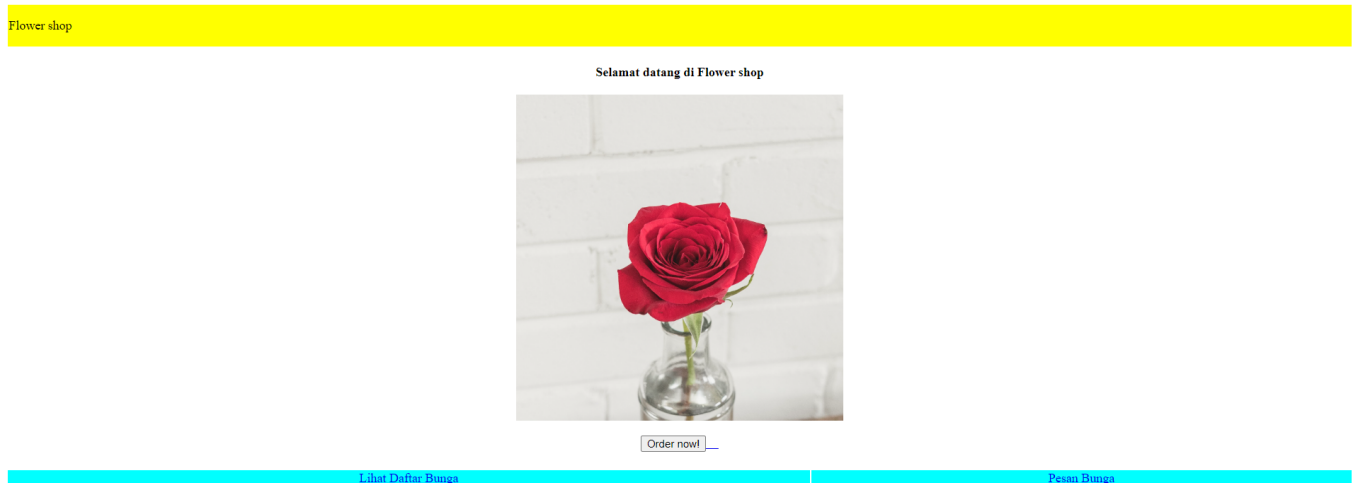 Flower shop
Selamat datang di Flower shop
Order now!
Lihat Daftar Bunga
Pesan Bunga